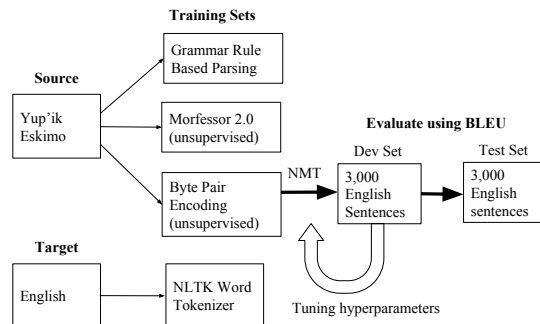 Training Sets
Grammar Rule
Based Parsing
Source
Yup'ik
Eskimo
Morfessor 2.0
(unsupervised)
Evaluate using BLEU
Byte Pair
Encoding
(unsupervised)
NMT
Dev Set
3,000
English
Sentences
Test Set
3,000
English
sentences
Target
English
NLTK Word
Tokenizer
Tuning hyperparameters